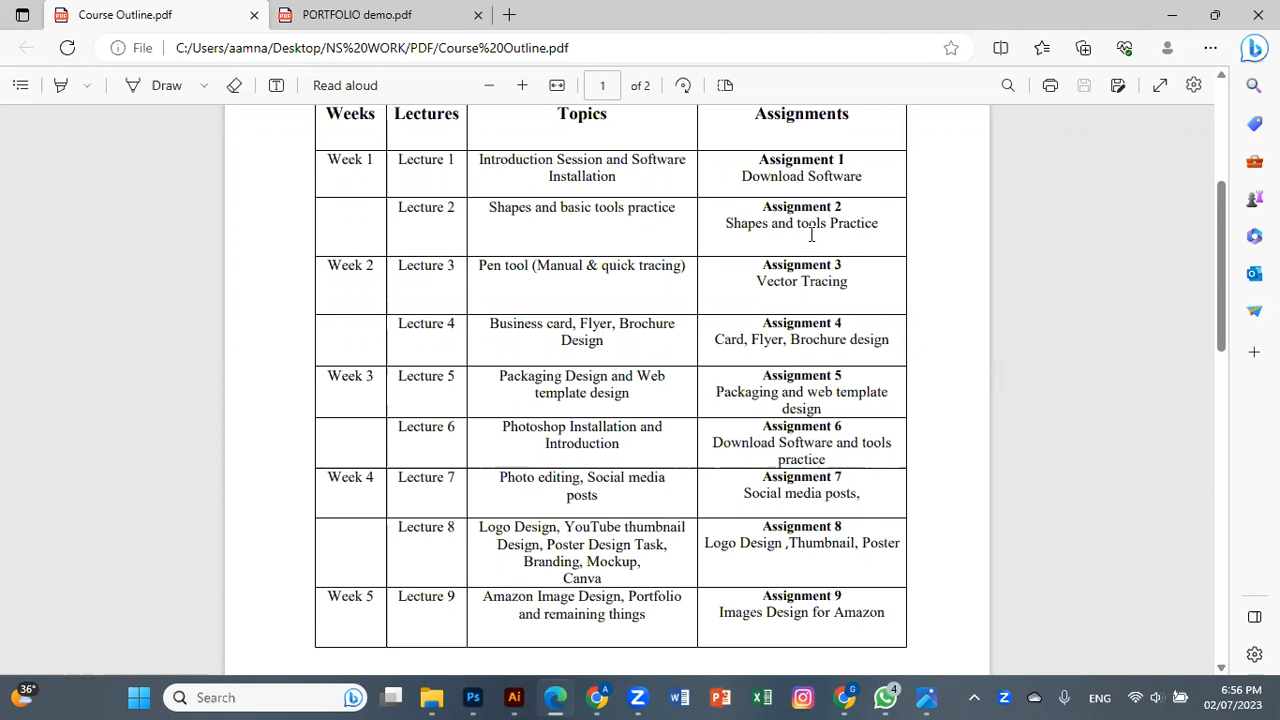 Course Outline.pdf
PORTFOLIO demo.pdf
File
C:/Users/aamna/Desktop/NS%20WORK/PDF/Course%20Outline.pdf
Draw
Read aloud
1
of 2
Weeks Lectures Topics Assignments
Week 1 Lecture 1 Introduction Session and Software Assignment 1
Installation Download Software
Lecture 2 Shapes and basic tools practice Assignment 2
Shapes and tools Practice
Week 2 Lecture 3 Pen tool (Manual & quick tracing) Assignment 3
Vector Tracing
Lecture 4 Business card, Flyer, Brochure Assignment 4
Design Card, Flyer, Brochure design
Week 3 Lecture 5 Packaging Design and Web Assignment 5
template design Packaging and web template
design
Lecture 6 Photoshop Installation and Assignment 6
Introduction Download Software and tools
practice
Week 4 Lecture 7 Photo editing, Social media Assignment 7
posts Social media posts,
Lecture 8 Logo Design, YouTube thumbnail Assignment 8
Design, Poster Design Task, Logo Design ,Thumbnail, Poster
Branding, Mockup,
Canva
Week 5 Lecture 9 Amazon Image Design, Portfolio Assignment 9
and remaining things Images Design for Amazon
36°
Search
Ps
Ai
A
G
4
ENG
6:56 PM
02/07/2023